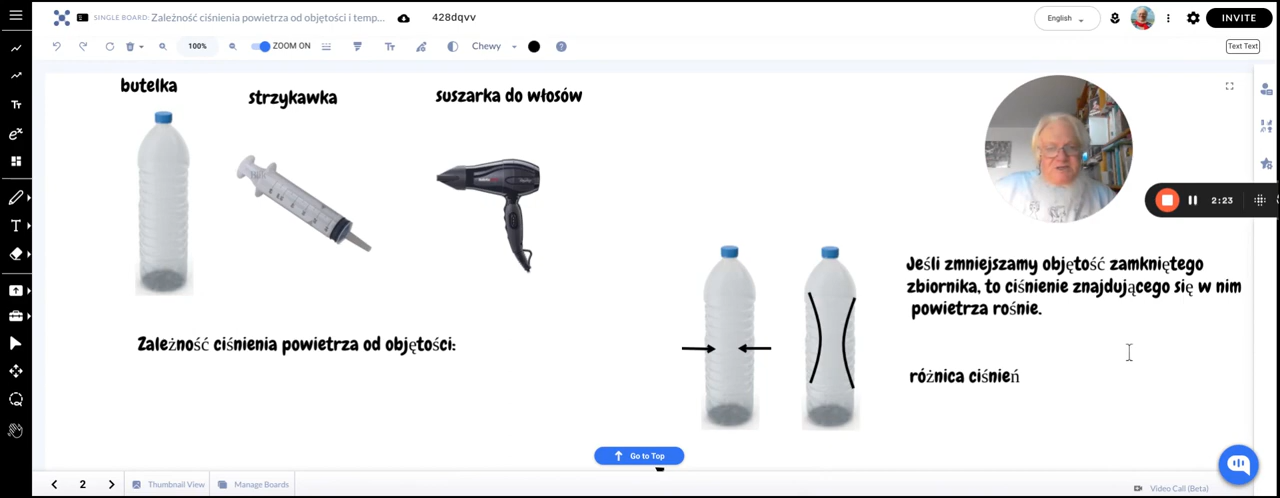 SINGLE BOARD: Zależność ciśnienia powietrza od objętości i temp...
428dqvv
English
INVITE
100%
ZOOM ON
Chewy
Text Text
butelka
strzykawka
suszarka do włosów
2:23
Jeśli zmniejszamy objętość zamkniętego
zbiornika, to ciśnienie znajdującego się w nim
powietrza rośnie.
Zależność ciśnienia powietrza od objętości:
różnica ciśnień
Go to Top
2
Thumbnail View
Manage Boards
Video Call (Beta)